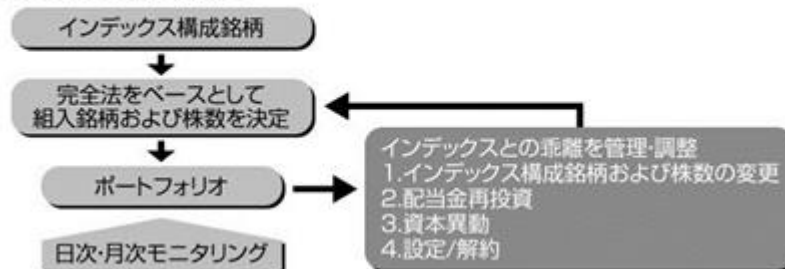 インデックス構成銘柄
完全法をベースとして
組入銘柄および株数を決定
ポートフォリオ
日次・月次モニタリング
インデックスとの乖離を管理・調整
1.インデックス構成銘柄および株数の変更
2.配当金再投資
3.資本異動
4.設定/解約